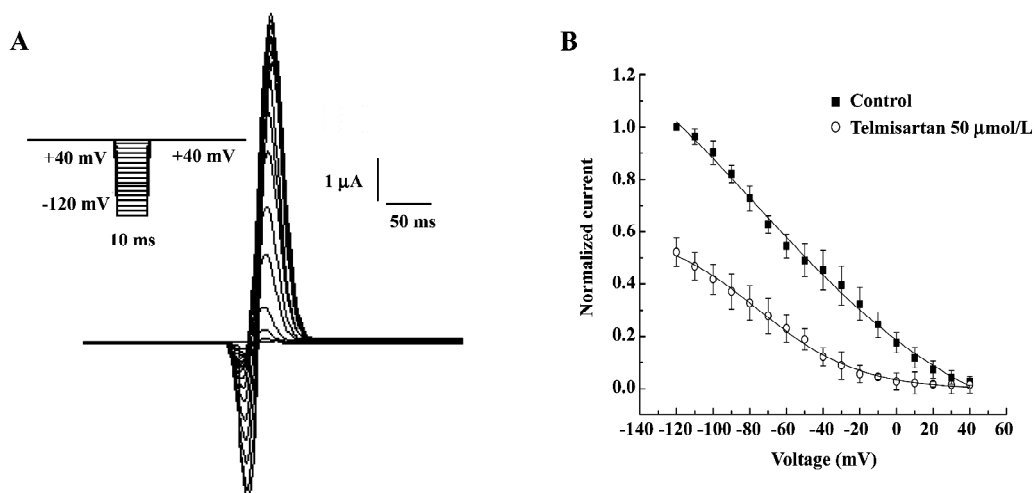 A
+40 mV
+40 mV
-120 mV
10 ms
1 µA
50 ms
B
Normalized current
1.2
1.0
0.8
0.6
0.4
0.2
0.0
Control
Telmisartan 50 µmol/L
-140 -120 -100 -80 -60 -40 -20 0 20 40 60
Voltage (mV)